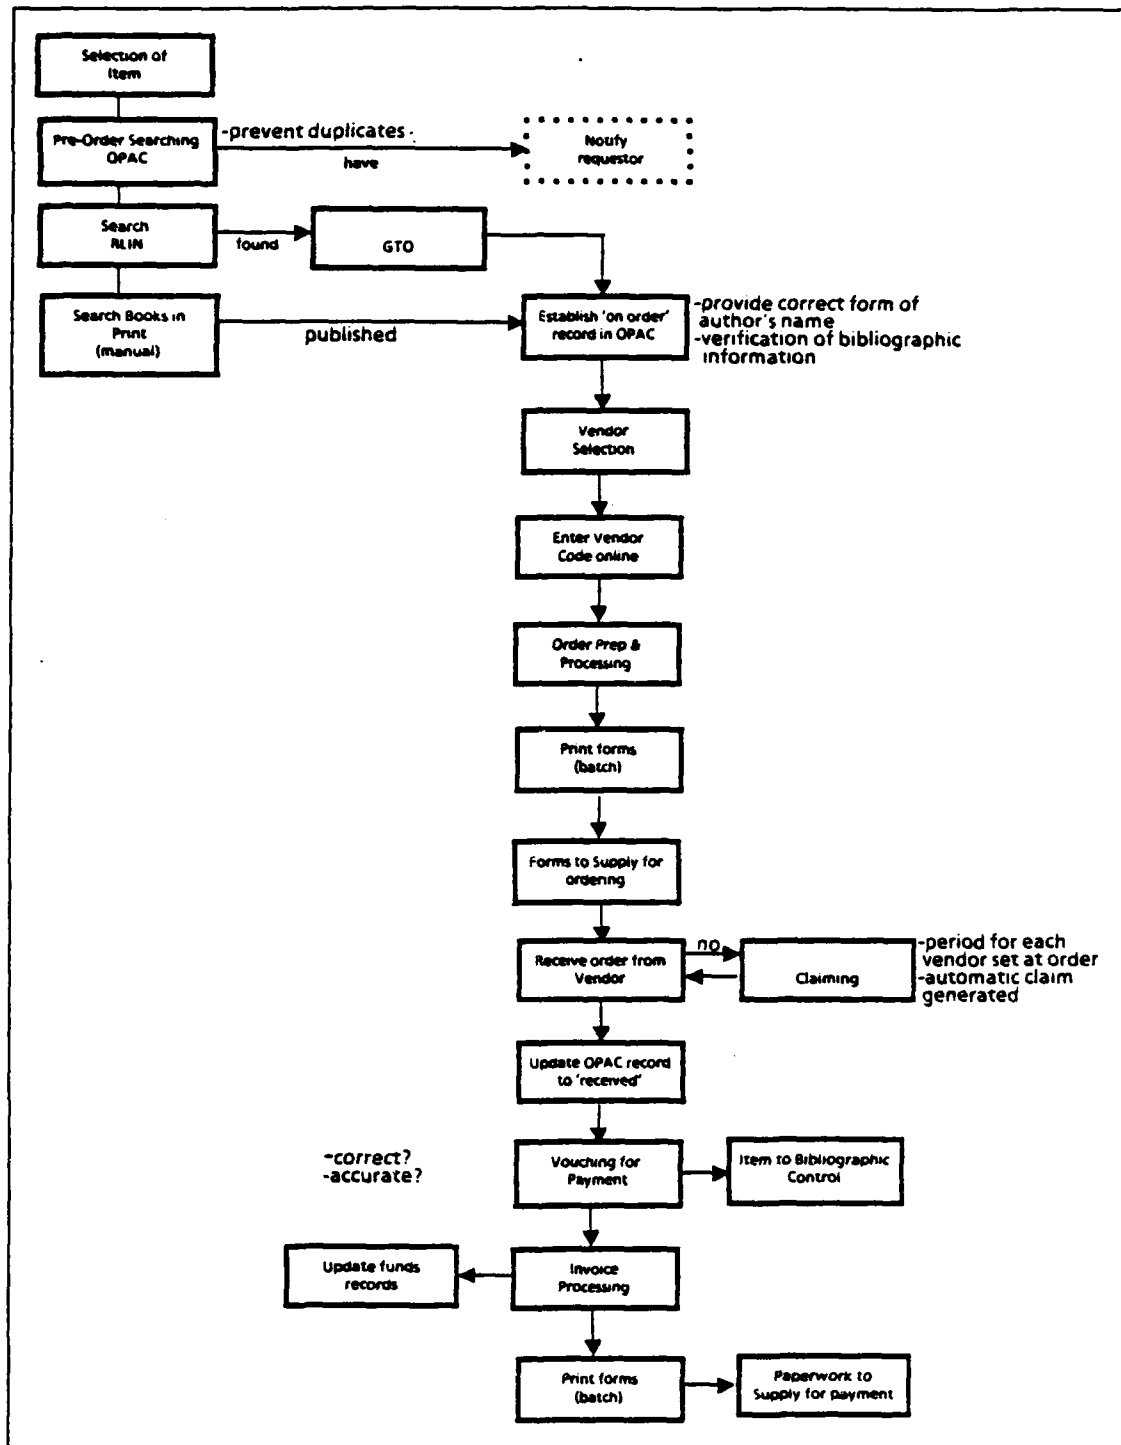 Selection of
Item
Pre-Order Searching
OPAC
-prevent duplicates
have
Notify
requestor
Search
RLIN
found
GTO
Search Books in
Print
(manual)
published
Establish 'on order'
record in OPAC
-provide correct form of
author's name
-verification of bibliographic
information
Vendor
Selection
Enter Vendor
Code online
Order Prep &
Processing
Print forms
(batch)
Forms to Supply for
ordering
Receive order from
Vendor
no
Claiming
-period for each
vendor set at order
-automatic claim
generated
Update OPAC record
to 'received'
-correct?
-accurate?
Vouching for
Payment
Item to Bibliographic
Control
Update funds
records
Invoice
Processing
Print forms
(batch)
Paperwork to
Supply for payment